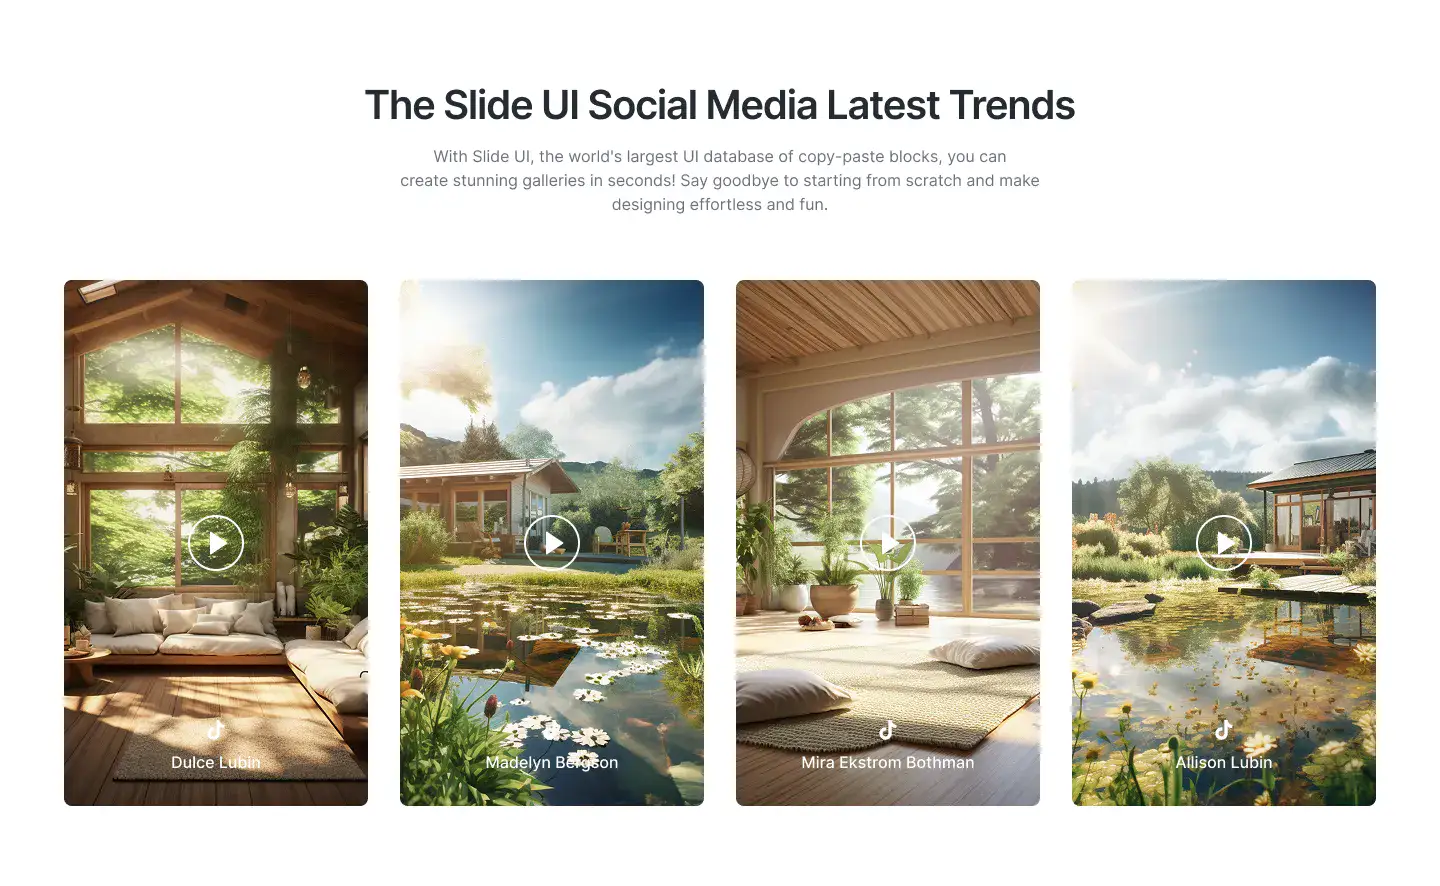 The Slide UI Social Media Latest Trends
With Slide UI, the world's largest UI database of copy-paste blocks, you can
create stunning galleries in seconds! Say goodbye to starting from scratch and make
designing effortless and fun.
Dulce Lubin
Madelyn Bergson
Mira Ekstrom Bothman
Allison Lubin